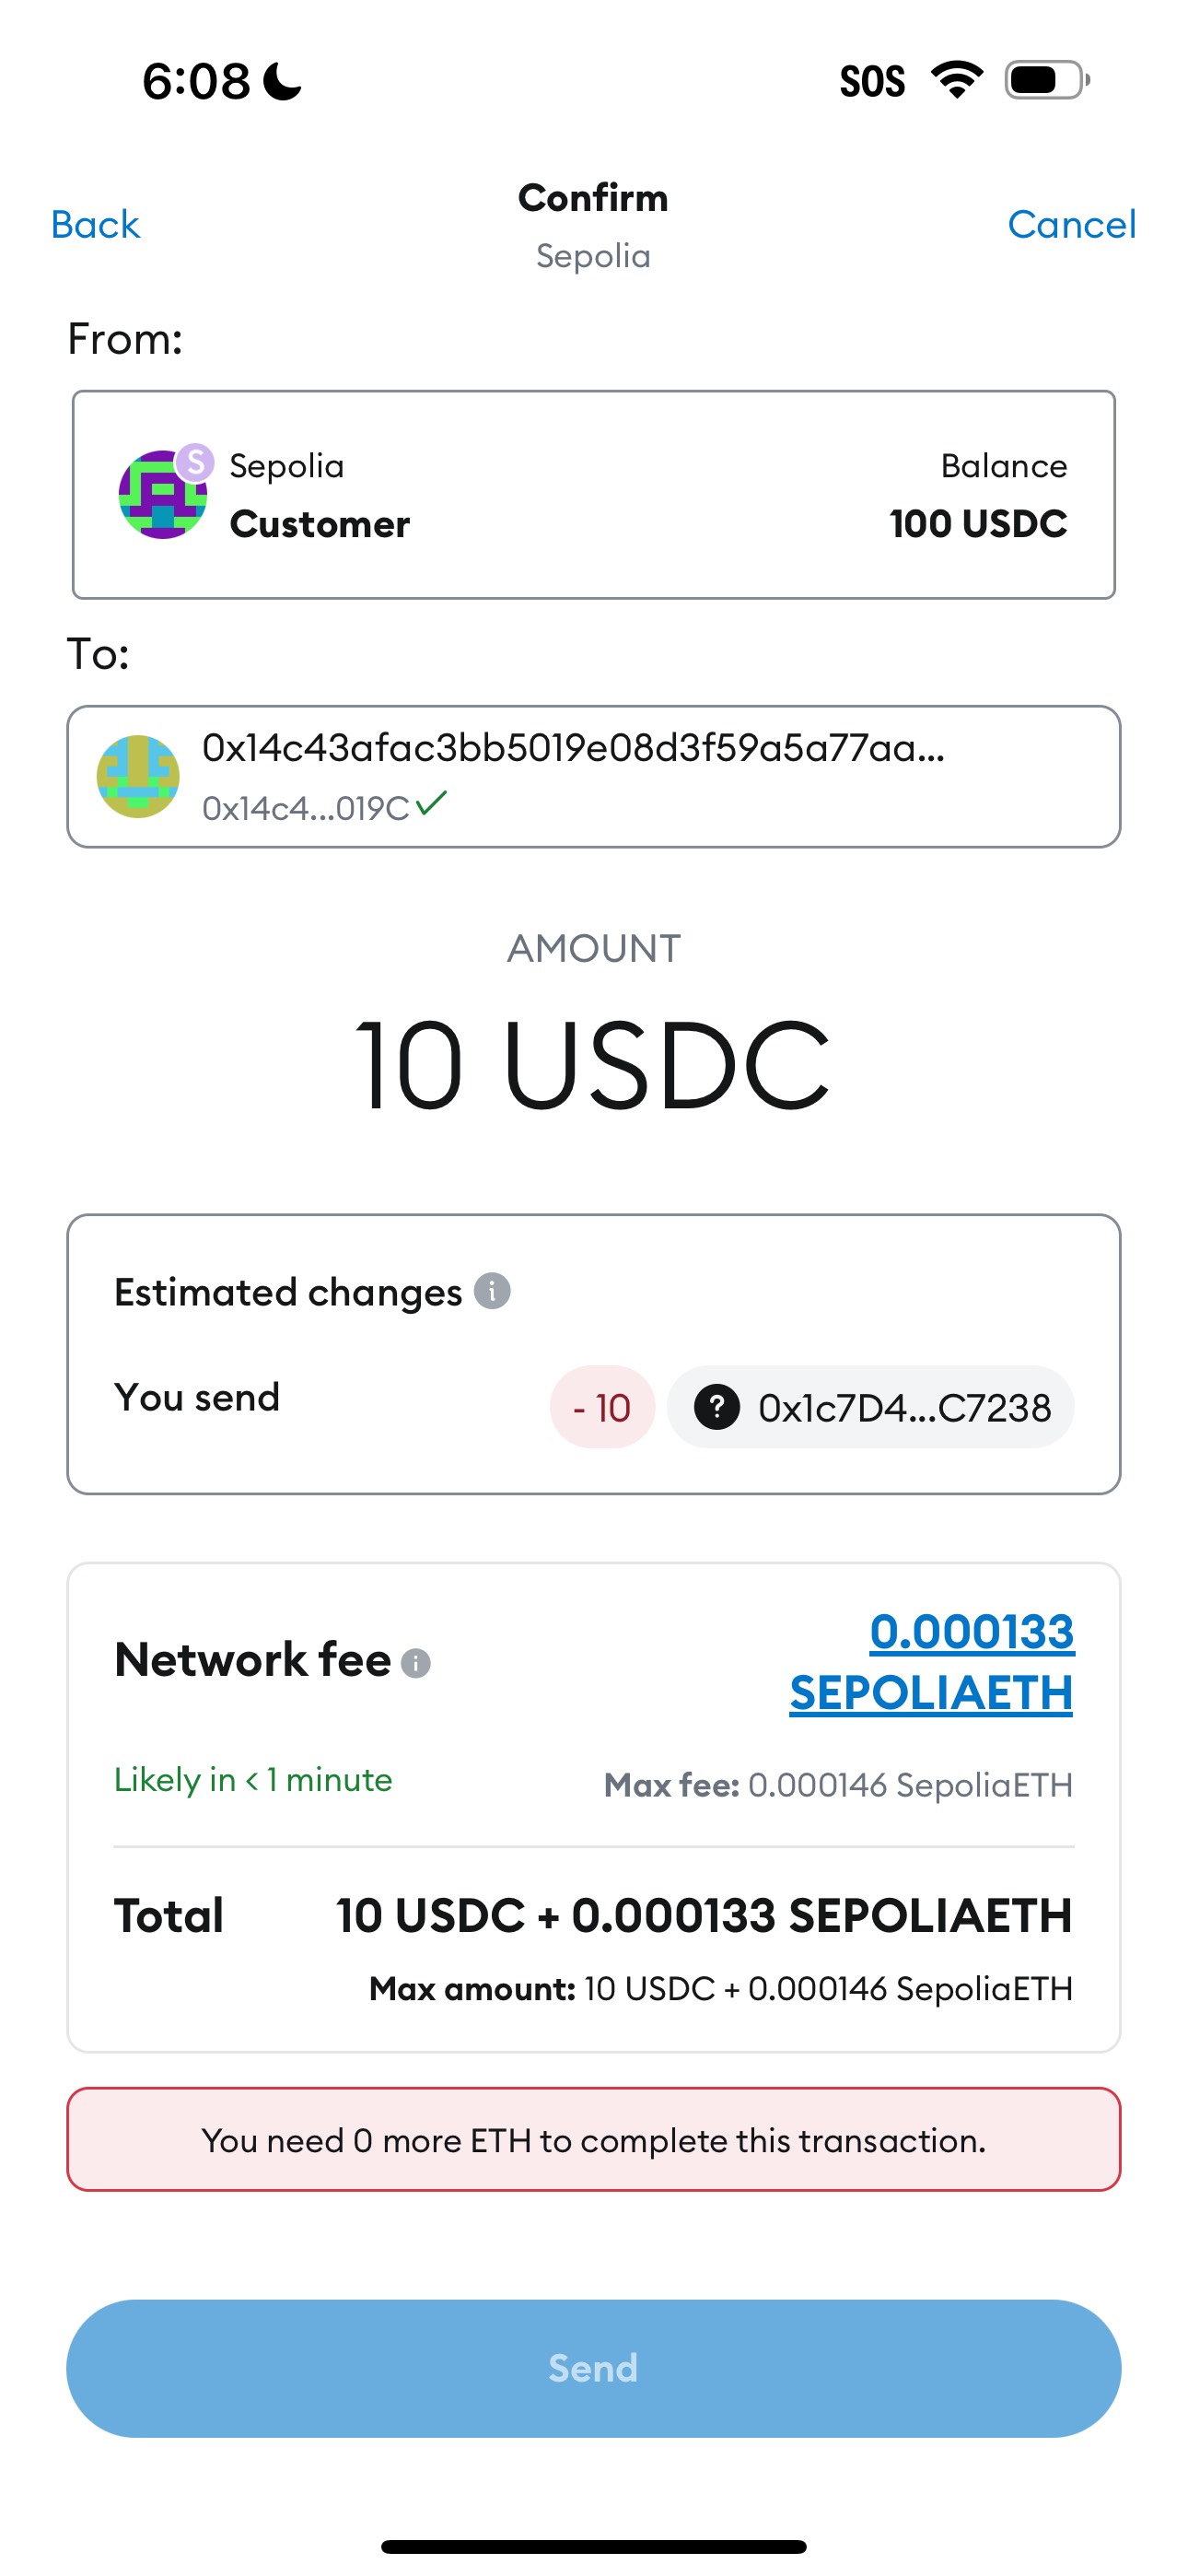 6:08
SOS
Back
Confirm
Cancel
Sepolia
From:
S
Sepolia
Balance
Customer
100 USDC
To:
0x14c43afac3bb5019e08d3f59a5a77aa...
0x14c4...019C
AMOUNT
10 USDC
Estimated changes i
You send
- 10
? 0x1c7D4...C7238
Network fee i
0.000133
SEPOLIAETH
Likely in < 1 minute
Max fee: 0.000146 SepoliaETH
Total
10 USDC + 0.000133 SEPOLIAETH
Max amount: 10 USDC + 0.000146 SepoliaETH
You need 0 more ETH to complete this transaction.
Send